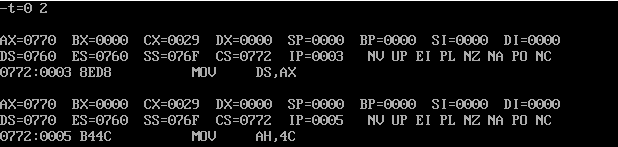 -t=0 2
AX=0770  BX=0000  CX=0029  DX=0000  SP=0000  BP=0000  SI=0000  DI=0000
DS=0760  ES=0760  SS=076F  CS=0772  IP=0003   NV UP EI PL NZ NA PO NC
0772:0003 8ED8          MOV     DS,AX
AX=0770  BX=0000  CX=0029  DX=0000  SP=0000  BP=0000  SI=0000  DI=0000
DS=0770  ES=0760  SS=076F  CS=0772  IP=0005   NV UP EI PL NZ NA PO NC
0772:0005 B44C          MOV     AH,4C